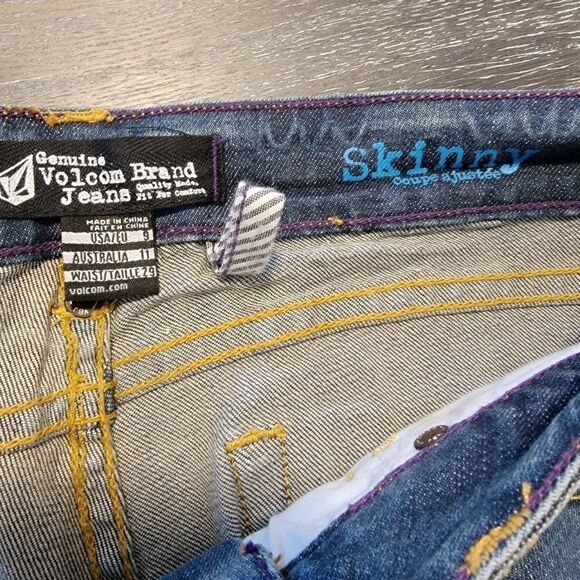 Genuine
Volcom Brand
Jeans Quality Made,
Fit For Comfort
MADE IN CHINA
FAIT EN CHINE
USA/EU 9
AUSTRALIA 11
WAIST/TAILLE 29
volcom.com
Skinny
coupe ajustée